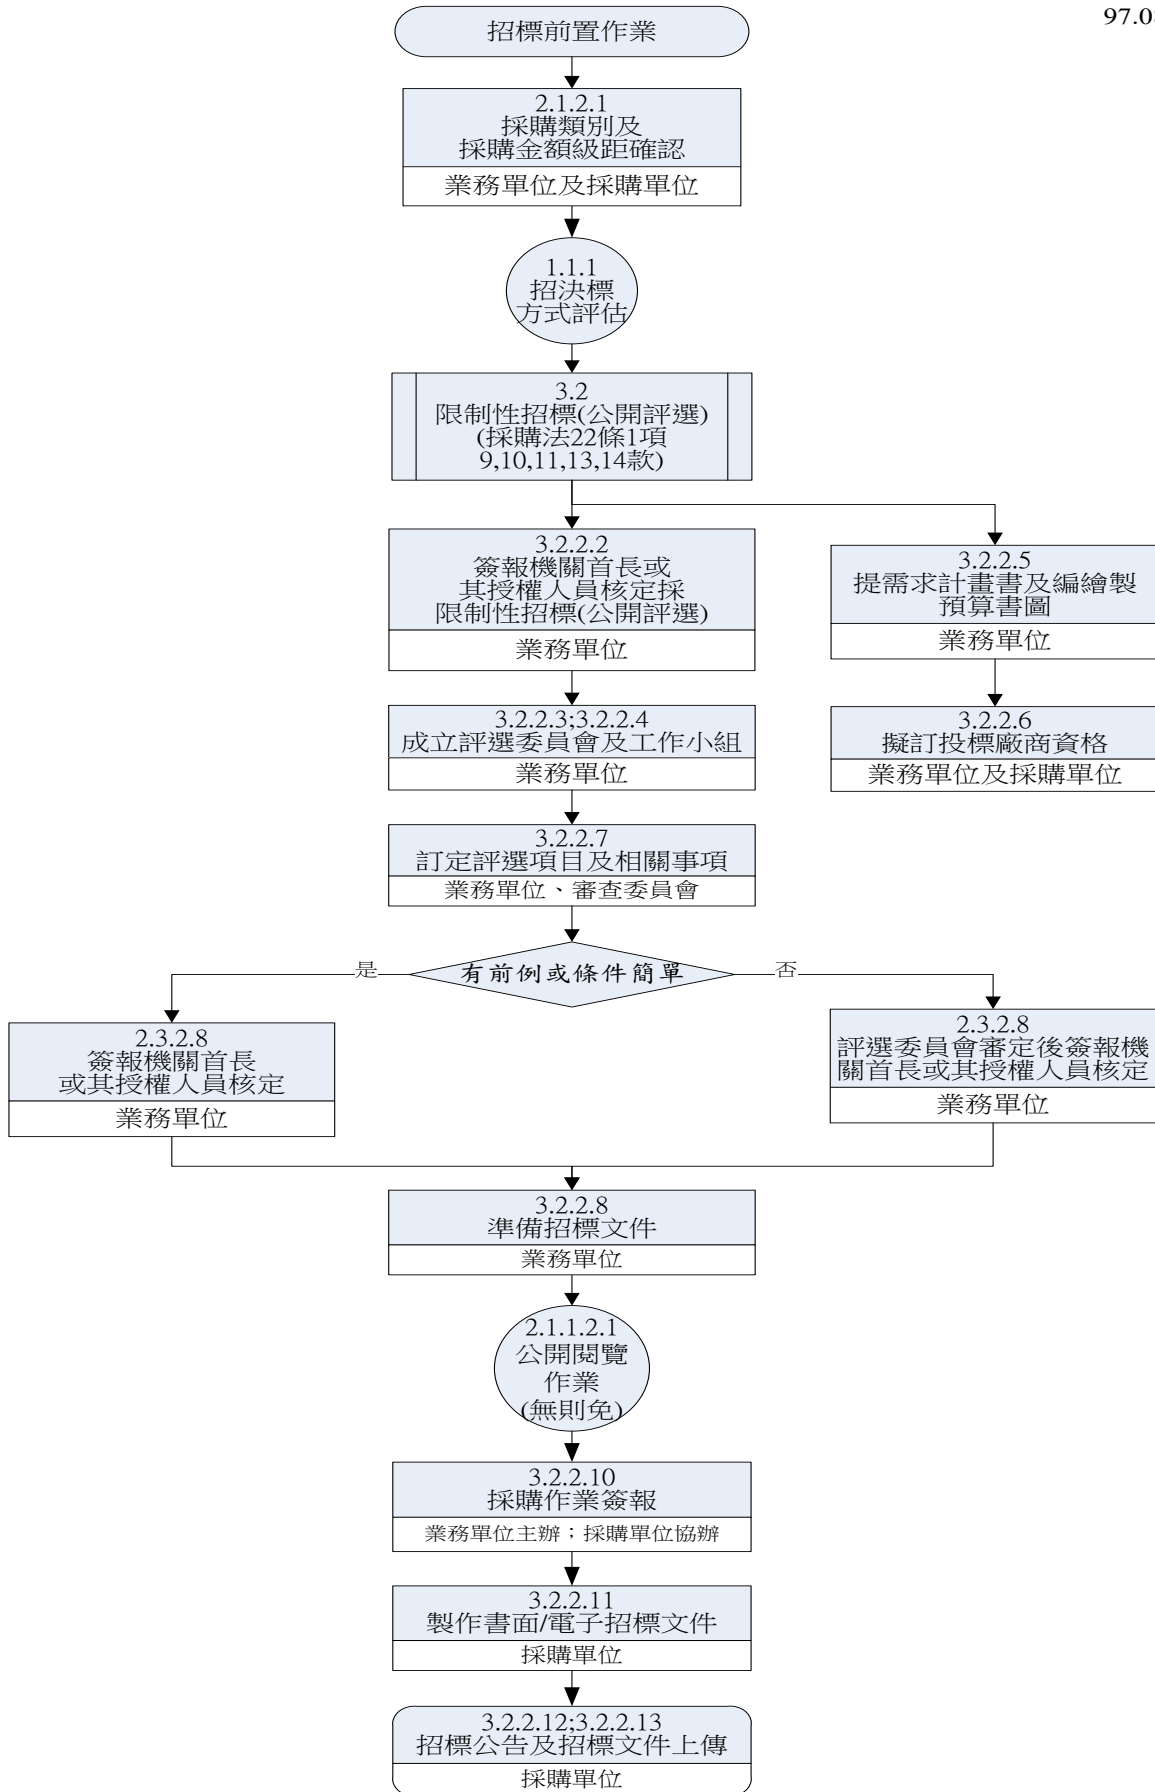 97.08
招標前置作業
2.1.2.1
採購類別及
採購金額級距確認
業務單位及採購單位
1.1.1
招決標
方式評估
3.2
限制性招標(公開評選)
(採購法22條1項
9,10,11,13,14款)
3.2.2.2
簽報機關首長或
其授權人員核定採
限制性招標(公開評選)
業務單位
3.2.2.5
提需求計畫書及編繪製
預算書圖
業務單位
3.2.2.3;3.2.2.4
成立評選委員會及工作小組
業務單位
3.2.2.6
擬訂投標廠商資格
業務單位及採購單位
3.2.2.7
訂定評選項目及相關事項
業務單位、審查委員會
是
有前例或條件簡單
否
2.3.2.8
簽報機關首長
或其授權人員核定
業務單位
2.3.2.8
評選委員會審定後簽報機
關首長或其授權人員核定
業務單位
3.2.2.8
準備招標文件
業務單位
2.1.1.2.1
公開閱覽
作業
(無則免)
3.2.2.10
採購作業簽報
業務單位主辦；採購單位協辦
3.2.2.11
製作書面/電子招標文件
採購單位
3.2.2.12;3.2.2.13
招標公告及招標文件上傳
採購單位